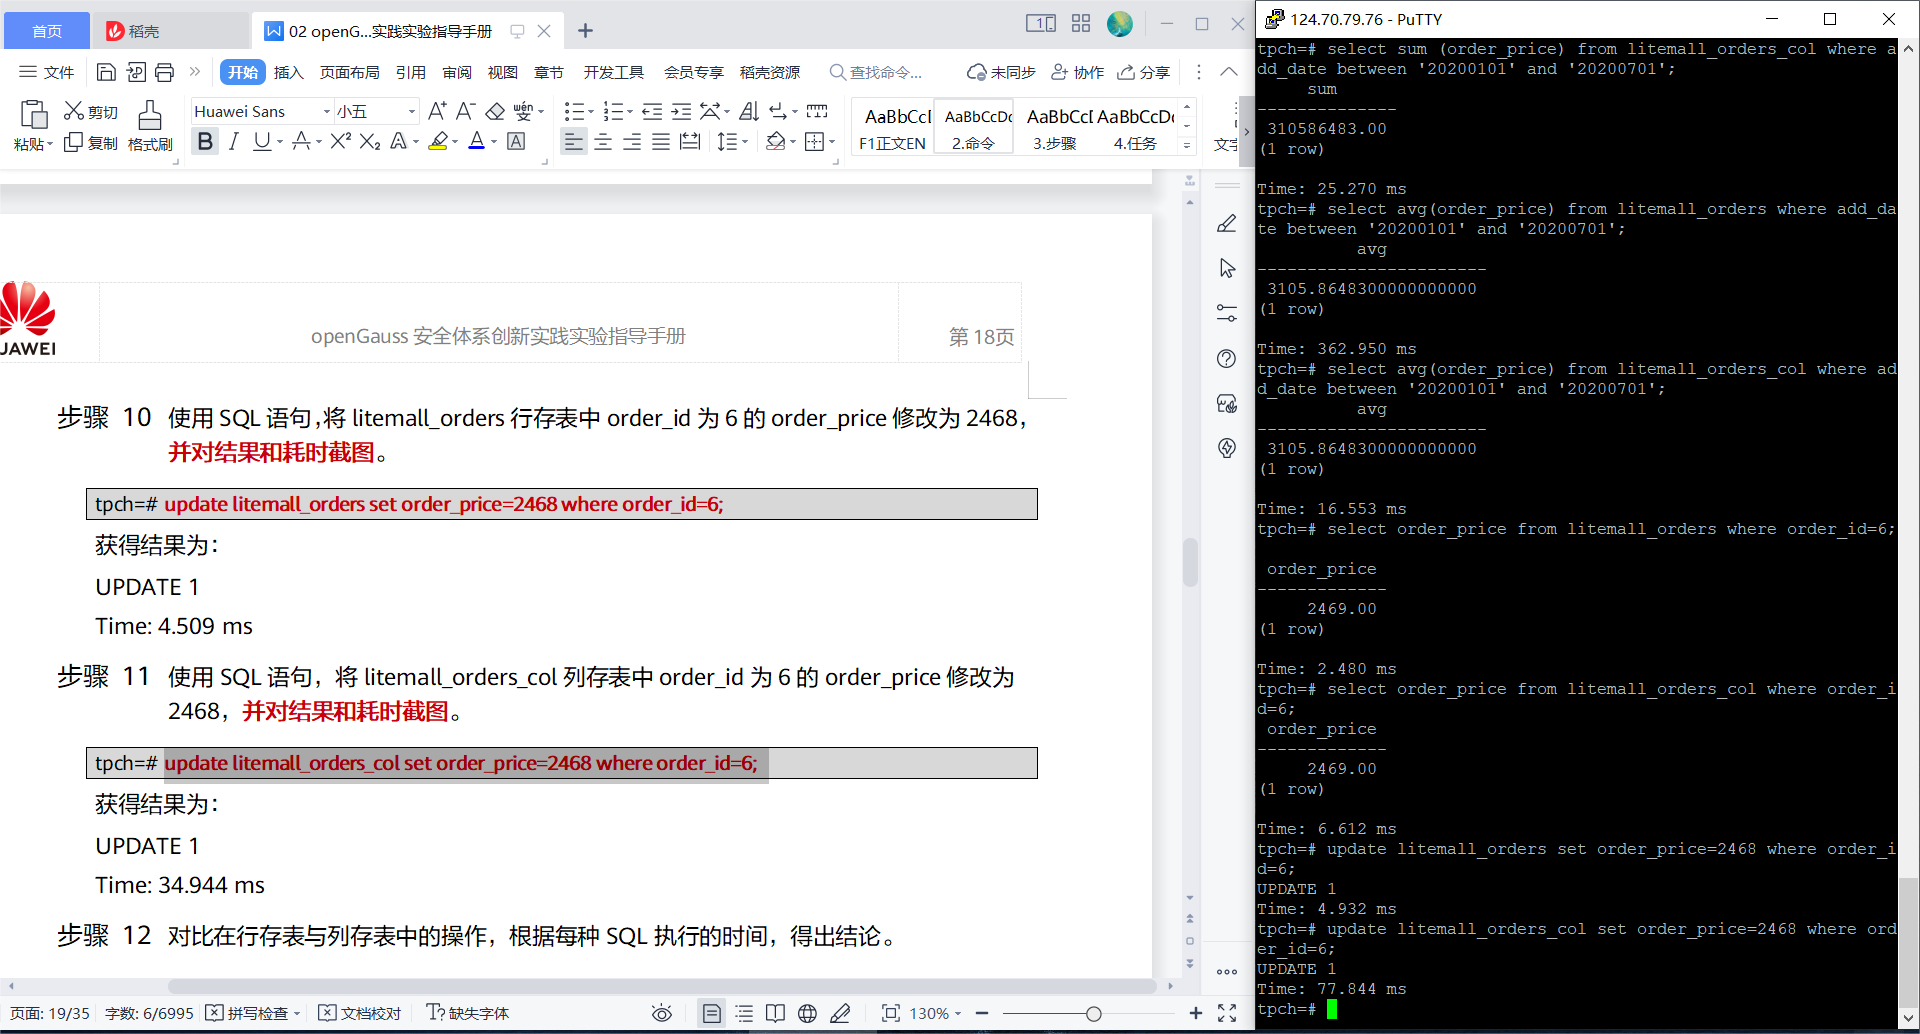 首页
稻壳
02 openG...实践实验指导手册
文件
开始
插入
页面布局
引用
审阅
视图
章节
开发工具
会员专享
稻壳资源
查找命令...
未同步
协作
分享
粘贴
剪切
复制
格式刷
Huawei Sans
小五
AaBbCcI
F1正文EN
AaBbCcDc
2.命令
AaBbCcI
3.步骤
AaBbCcDc
4.任务
JAWEI
openGauss 安全体系创新实践实验指导手册
第 18页
步骤 10 使用 SQL 语句,将 litemall_orders 行存表中 order_id 为 6 的 order_price 修改为 2468，
并对结果和耗时截图。
tpch=# update litemall_orders set order_price=2468 where order_id=6;
获得结果为：
UPDATE 1
Time: 4.509 ms
步骤 11 使用 SQL 语句，将 litemall_orders_col 列存表中 order_id 为 6 的 order_price 修改为
2468，并对结果和耗时截图。
tpch=# update litemall_orders_col set order_price=2468 where order_id=6;
获得结果为：
UPDATE 1
Time: 34.944 ms
步骤 12 对比在行存表与列存表中的操作，根据每种 SQL 执行的时间，得出结论。
页面: 19/35
字数: 6/6995
拼写检查
文档校对
缺失字体
130%
124.70.79.76 - PuTTY
tpch=# select sum (order_price) from litemall_orders_col where a
dd_date between '20200101' and '20200701';
sum
--------------
310586483.00
(1 row)
Time: 25.270 ms
tpch=# select avg(order_price) from litemall_orders where add_da
te between '20200101' and '20200701';
avg
-----------------------
3105.8648300000000000
(1 row)
Time: 362.950 ms
tpch=# select avg(order_price) from litemall_orders_col where ad
d_date between '20200101' and '20200701';
avg
-----------------------
3105.8648300000000000
(1 row)
Time: 16.553 ms
tpch=# select order_price from litemall_orders where order_id=6;
order_price
-------------
2469.00
(1 row)
Time: 2.480 ms
tpch=# select order_price from litemall_orders_col where order_i
d=6;
order_price
-------------
2469.00
(1 row)
Time: 6.612 ms
tpch=# update litemall_orders set order_price=2468 where order_i
d=6;
UPDATE 1
Time: 4.932 ms
tpch=# update litemall_orders_col set order_price=2468 where ord
er_id=6;
UPDATE 1
Time: 77.844 ms
tpch=#